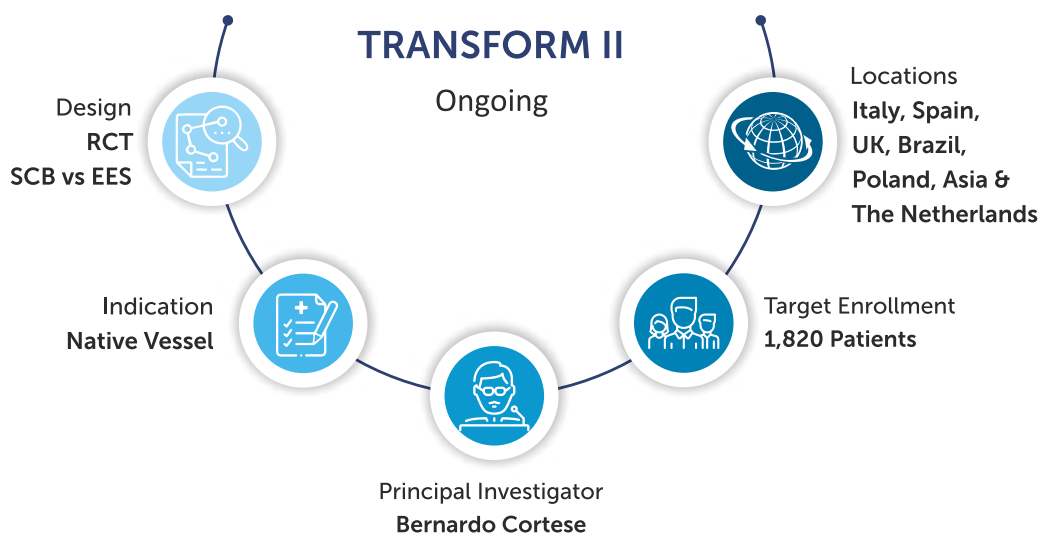 TRANSFORM II
Ongoing
Design
RCT
SCB vs EES
Indication
Native Vessel
Principal Investigator
Bernardo Cortese
Target Enrollment
1,820 Patients
Locations
Italy, Spain,
UK, Brazil,
Poland, Asia &
The Netherlands